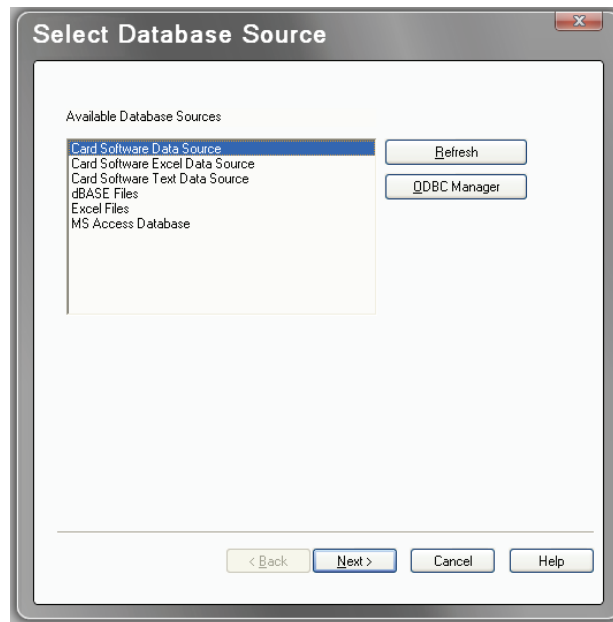 Select Database Source
Available Database Sources
Card Software Data Source
Card Software Excel Data Source
Card Software Text Data Source
dBASE Files
Excel Files
MS Access Database
Refresh
ODBC Manager
< Back
Next >
Cancel
Help